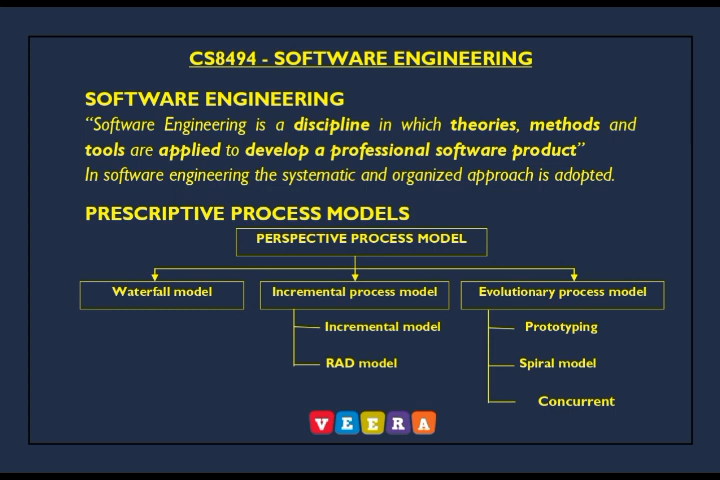 CS8494 - SOFTWARE ENGINEERING
SOFTWARE ENGINEERING
“Software Engineering is a discipline in which theories, methods and
tools are applied to develop a professional software product”
In software engineering the systematic and organized approach is adopted.
PRESCRIPTIVE PROCESS MODELS
PERSPECTIVE PROCESS MODEL
Waterfall model
Incremental process model
Evolutionary process model
Incremental model
Prototyping
RAD model
Spiral model
Concurrent
VEERA